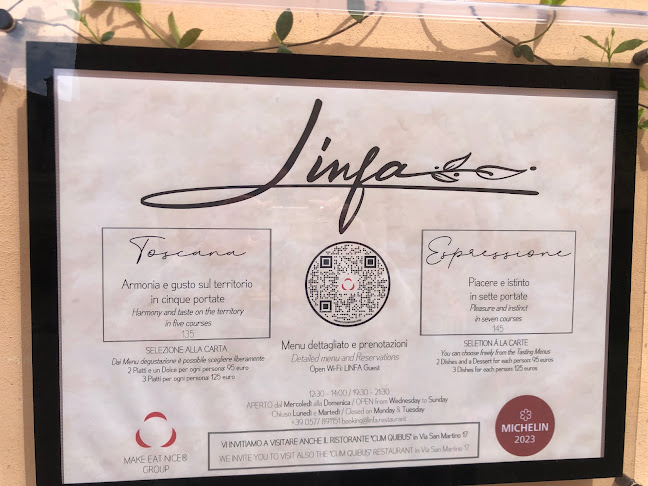 Linfa
Toscana
Armonia e gusto sul territorio
in cinque portate
Harmony and taste on the territory
in five courses
135
Espressione
Piacere e istinto
in sette portate
Pleasure and instinct
in seven courses
145
Menu dettagliato e prenotazioni
Detailed menu and Reservations
Open Wi-Fi: LINFA Guest
SELEZIONE ALLA CARTA
Dai Menu degustazione è possibile scegliere liberamente
2 Piatti e un Dolce per ogni persona: 95 euro
3 Piatti per ogni persona: 125 euro
SELETION Á LA CARTE
You can choose freely from the Tasting Menus
2 Dishes and a Dessert for each person: 95 euros
3 Dishes for each person: 125 euros
12:30 - 14:00 / 19:30 - 21:30
APERTO dal Mercoledì alla Domenica / OPEN from Wednesday to Sunday
Chiuso Lunedì e Martedì / Closed on Monday & Tuesday
booking@linfa.restaurant
VI INVITIAMO A VISITARE ANCHE IL RISTORANTE "CUM QUIBUS" in Via San Martino 17
WE INVITE YOU TO VISIT ALSO THE "CUM QUIBUS" RESTAURANT in Via San Martino 17
MAKE EAT NICE®
GROUP
MICHELIN
2023